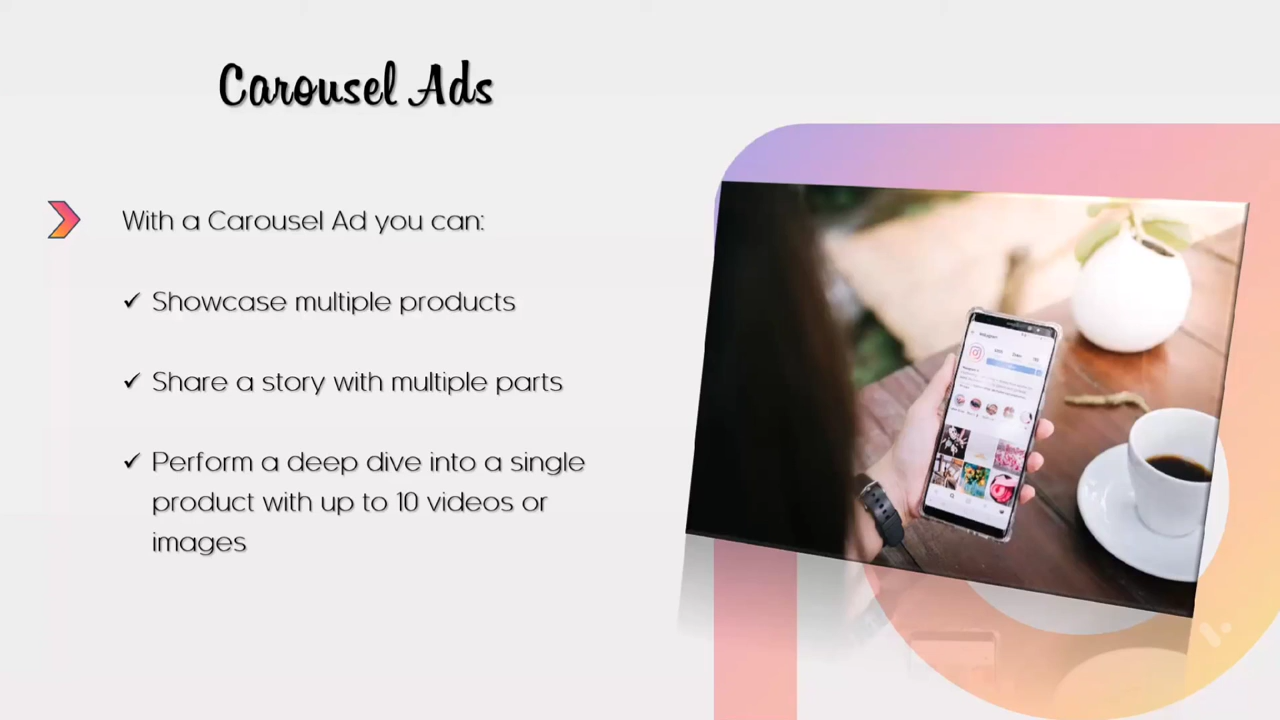 Carousel Ads
With a Carousel Ad you can:
✓ Showcase multiple products
✓ Share a story with multiple parts
✓ Perform a deep dive into a single
product with up to 10 videos or
images